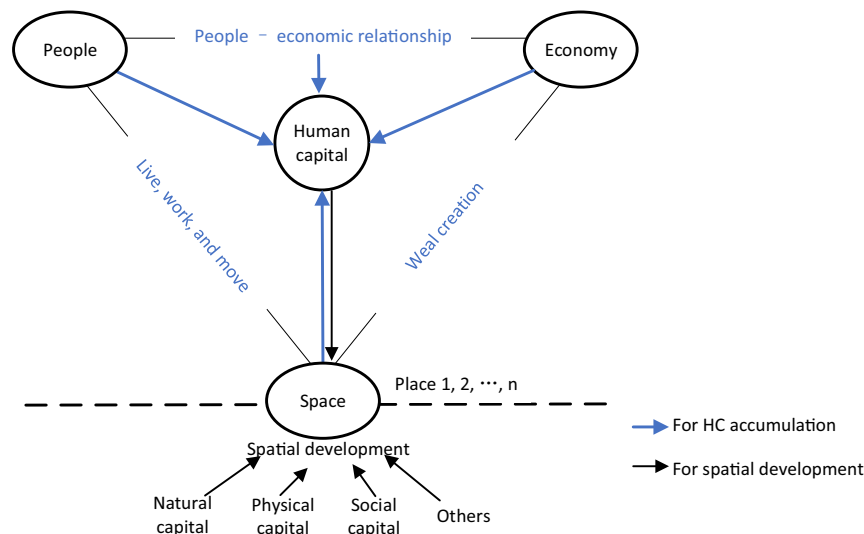 People
People – economic relationship
Economy
Human
capital
Live, work, and move
Weal creation
Place 1, 2, ⋯, n
Space
For HC accumulation
Spatial development
For spatial development
Natural
capital
Physical
capital
Social
capital
Others